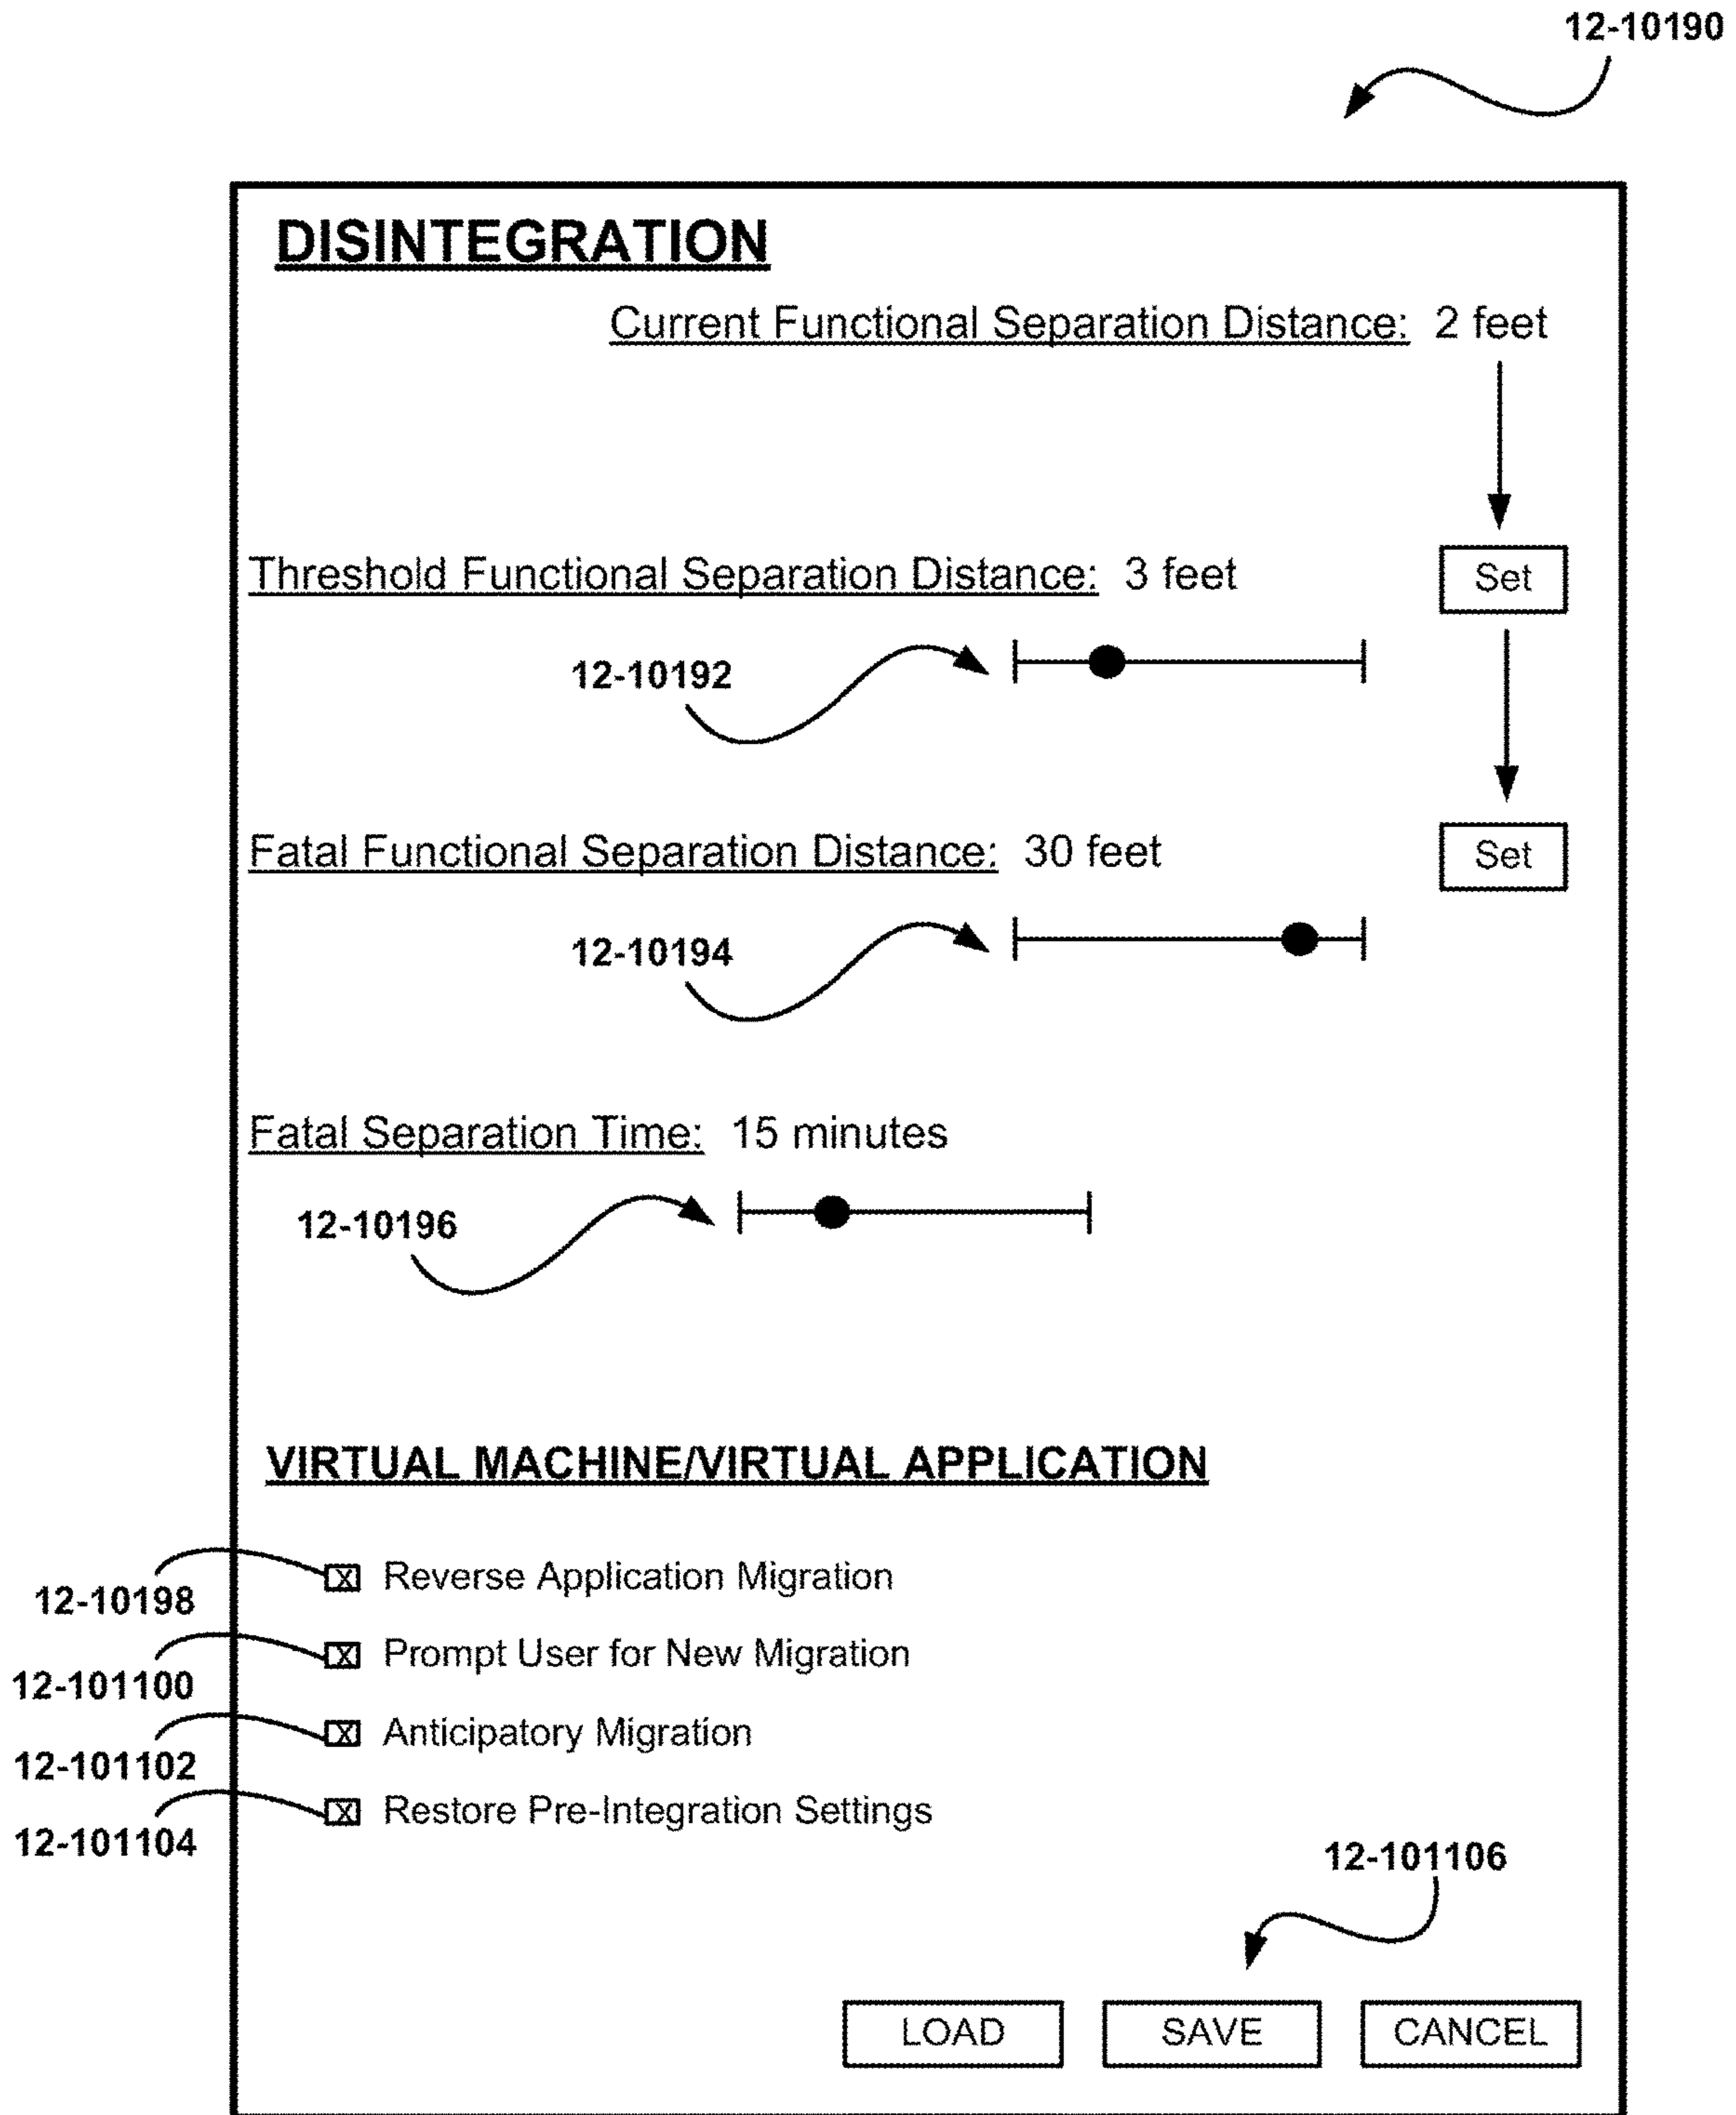 12-10190
DISINTEGRATION
Current Functional Separation Distance: 2 feet
Threshold Functional Separation Distance: 3 feet
Set
12-10192
Fatal Functional Separation Distance: 30 feet
Set
12-10194
Fatal Separation Time: 15 minutes
12-10196
VIRTUAL MACHINE/VIRTUAL APPLICATION
12-10198
X Reverse Application Migration
12-101100
X Prompt User for New Migration
12-101102
X Anticipatory Migration
12-101104
X Restore Pre-Integration Settings
12-101106
LOAD SAVE CANCEL